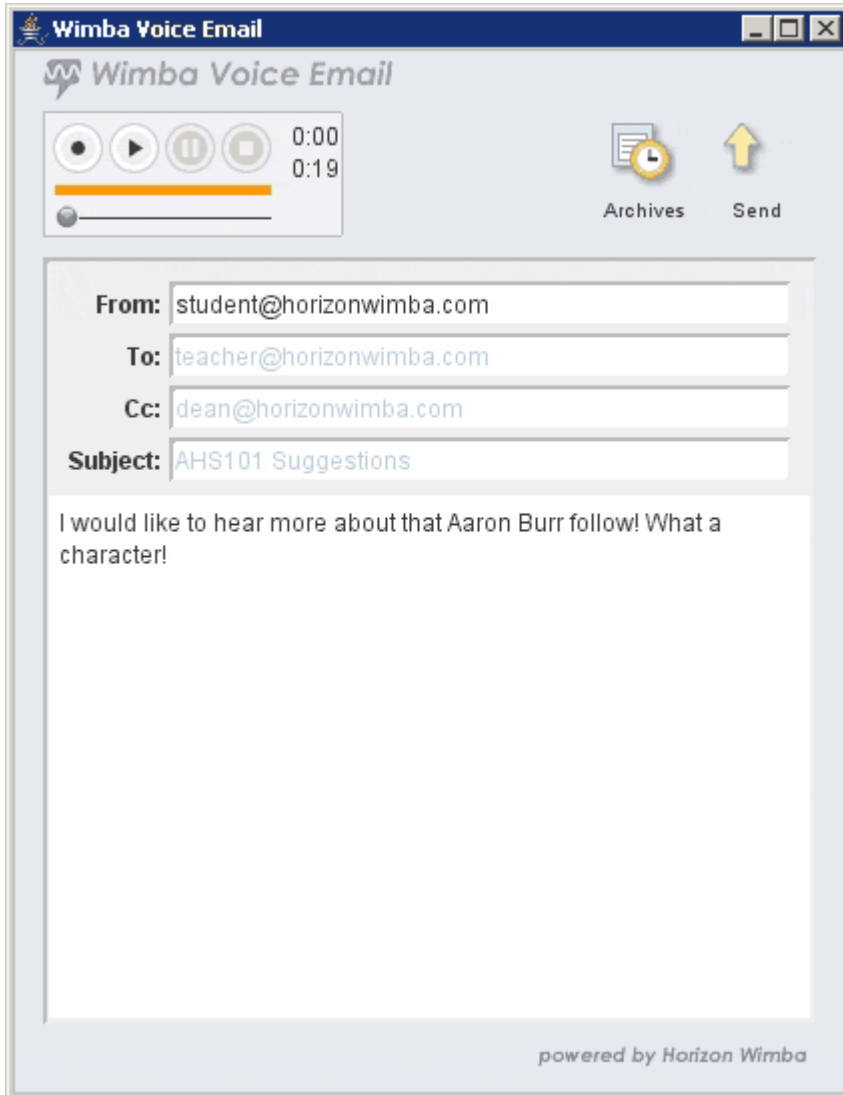 Wimba Voice Email
Wimba Voice Email
0:00
0:19
Archives Send
From: student@horizonwimba.com
To: teacher@horizonwimba.com
Cc: dean@horizonwimba.com
Subject: AHS101 Suggestions
I would like to hear more about that Aaron Burr follow! What a
character!
powered by Horizon Wimba